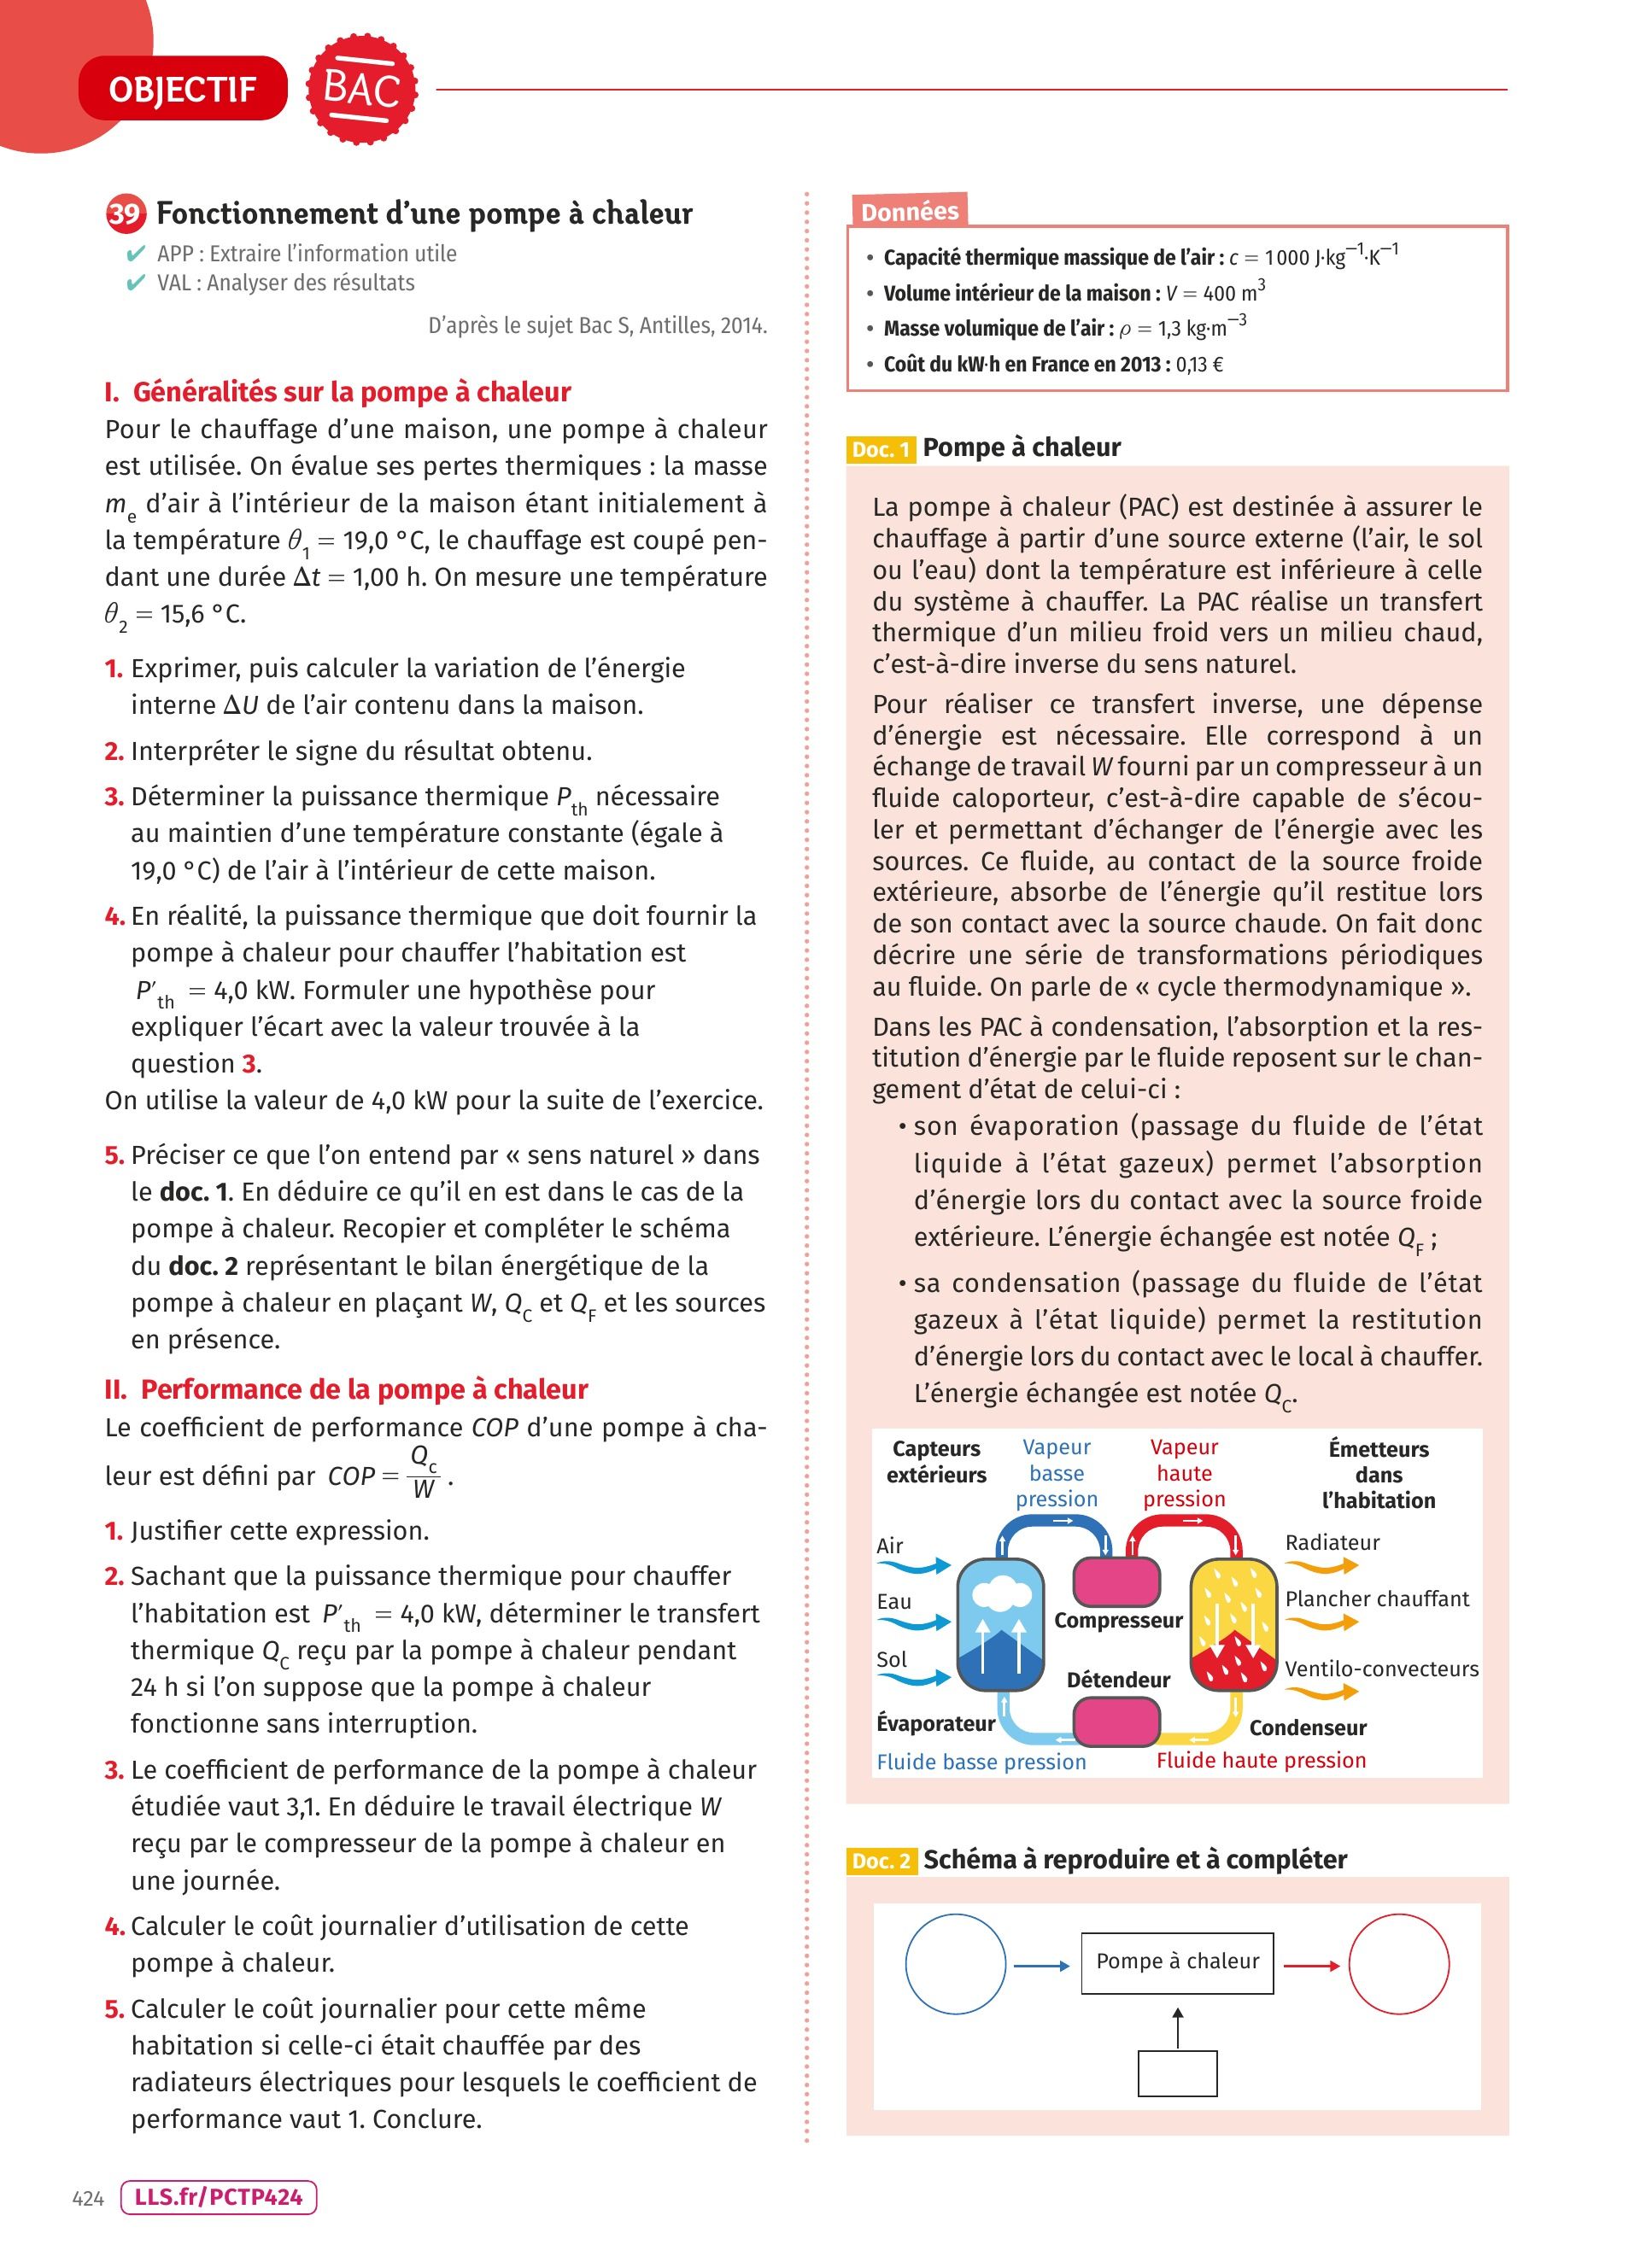 OBJECTIF
BAC
39 Fonctionnement d’une pompe à chaleur
✔ APP : Extraire l’information utile
✔ VAL : Analyser des résultats
D’après le sujet Bac S, Antilles, 2014.
I. Généralités sur la pompe à chaleur
Pour le chauffage d’une maison, une pompe à chaleur
est utilisée. On évalue ses pertes thermiques : la masse
mₑ d’air à l’intérieur de la maison étant initialement à
la température θ₁ = 19,0 °C, le chauffage est coupé pen-
dant une durée Δt = 1,00 h. On mesure une température
θ₂ = 15,6 °C.
1. Exprimer, puis calculer la variation de l’énergie
interne ΔU de l’air contenu dans la maison.
2. Interpréter le signe du résultat obtenu.
3. Déterminer la puissance thermique P_th nécessaire
au maintien d’une température constante (égale à
19,0 °C) de l’air à l’intérieur de cette maison.
4. En réalité, la puissance thermique que doit fournir la
pompe à chaleur pour chauffer l’habitation est
P′_th = 4,0 kW. Formuler une hypothèse pour
expliquer l’écart avec la valeur trouvée à la
question 3.
On utilise la valeur de 4,0 kW pour la suite de l’exercice.
5. Préciser ce que l’on entend par « sens naturel » dans
le doc. 1. En déduire ce qu’il en est dans le cas de la
pompe à chaleur. Recopier et compléter le schéma
du doc. 2 représentant le bilan énergétique de la
pompe à chaleur en plaçant W, Q_C et Q_F et les sources
en présence.
II. Performance de la pompe à chaleur
Le coefficient de performance COP d’une pompe à cha-
leur est défini par COP = Q_c / W .
1. Justifier cette expression.
2. Sachant que la puissance thermique pour chauffer
l’habitation est P′_th = 4,0 kW, déterminer le transfert
thermique Q_C reçu par la pompe à chaleur pendant
24 h si l’on suppose que la pompe à chaleur
fonctionne sans interruption.
3. Le coefficient de performance de la pompe à chaleur
étudiée vaut 3,1. En déduire le travail électrique W
reçu par le compresseur de la pompe à chaleur en
une journée.
4. Calculer le coût journalier d’utilisation de cette
pompe à chaleur.
5. Calculer le coût journalier pour cette même
habitation si celle-ci était chauffée par des
radiateurs électriques pour lesquels le coefficient de
performance vaut 1. Conclure.
Données
• Capacité thermique massique de l’air : c = 1 000 J·kg⁻¹·K⁻¹
• Volume intérieur de la maison : V = 400 m³
• Masse volumique de l’air : ρ = 1,3 kg·m⁻³
• Coût du kW·h en France en 2013 : 0,13 €
Doc. 1 Pompe à chaleur
La pompe à chaleur (PAC) est destinée à assurer le
chauffage à partir d’une source externe (l’air, le sol
ou l’eau) dont la température est inférieure à celle
du système à chauffer. La PAC réalise un transfert
thermique d’un milieu froid vers un milieu chaud,
c’est-à-dire inverse du sens naturel.
Pour réaliser ce transfert inverse, une dépense
d’énergie est nécessaire. Elle correspond à un
échange de travail W fourni par un compresseur à un
fluide caloporteur, c’est-à-dire capable de s’écou-
ler et permettant d’échanger de l’énergie avec les
sources. Ce fluide, au contact de la source froide
extérieure, absorbe de l’énergie qu’il restitue lors
de son contact avec la source chaude. On fait donc
décrire une série de transformations périodiques
au fluide. On parle de « cycle thermodynamique ».
Dans les PAC à condensation, l’absorption et la res-
titution d’énergie par le fluide reposent sur le chan-
gement d’état de celui-ci :
• son évaporation (passage du fluide de l’état
liquide à l’état gazeux) permet l’absorption
d’énergie lors du contact avec la source froide
extérieure. L’énergie échangée est notée Q_F ;
• sa condensation (passage du fluide de l’état
gazeux à l’état liquide) permet la restitution
d’énergie lors du contact avec le local à chauffer.
L’énergie échangée est notée Q_C.
Capteurs
extérieurs
Vapeur
basse
pression
Vapeur
haute
pression
Émetteurs
dans
l’habitation
Air
Eau
Sol
Compresseur
Détendeur
Radiateur
Plancher chauffant
Ventilo-convecteurs
Évaporateur
Condenseur
Fluide basse pression
Fluide haute pression
Doc. 2 Schéma à reproduire et à compléter
Pompe à chaleur
424
LLS.fr/PCTP424